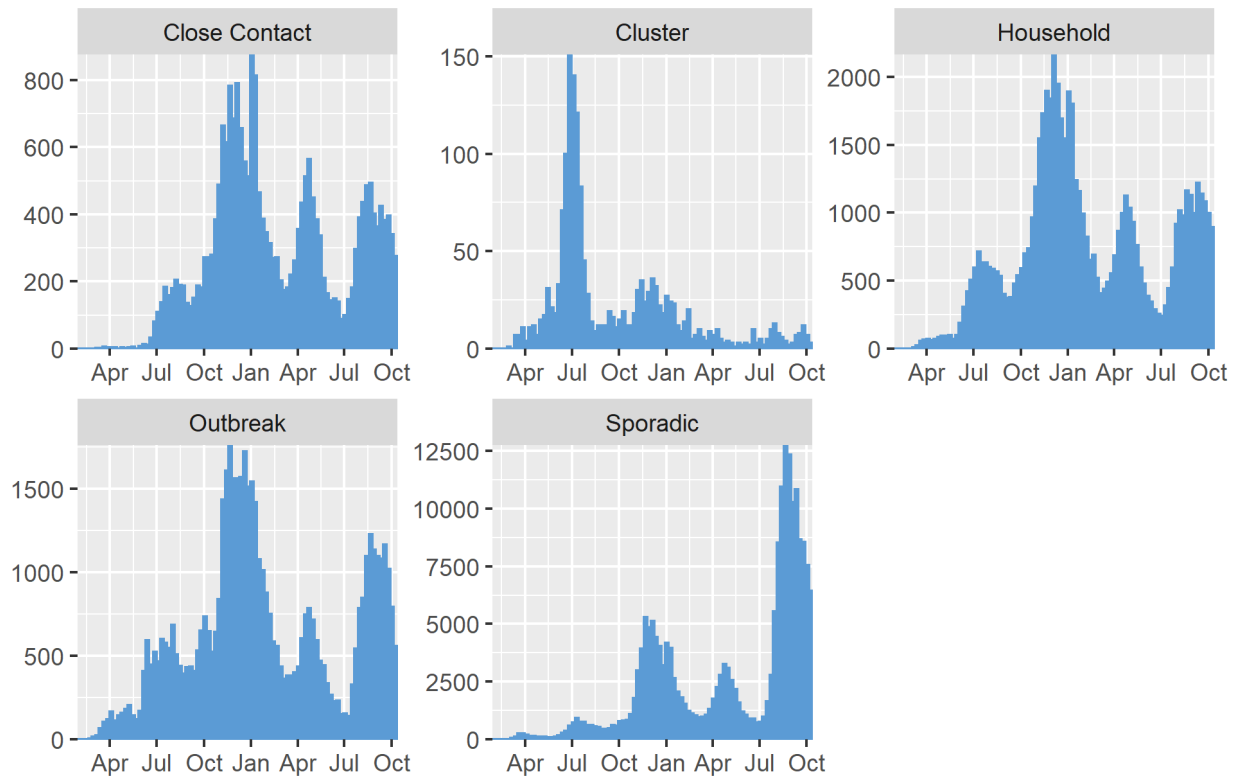 Close Contact
Cluster
Household
800
600
400
200
0
150
100
50
0
2000
1500
1000
500
0
Apr Jul Oct Jan Apr Jul Oct
Apr Jul Oct Jan Apr Jul Oct
Apr Jul Oct Jan Apr Jul Oct
Outbreak
Sporadic
1500
1000
500
0
12500
10000
7500
5000
2500
0
Apr Jul Oct Jan Apr Jul Oct
Apr Jul Oct Jan Apr Jul Oct